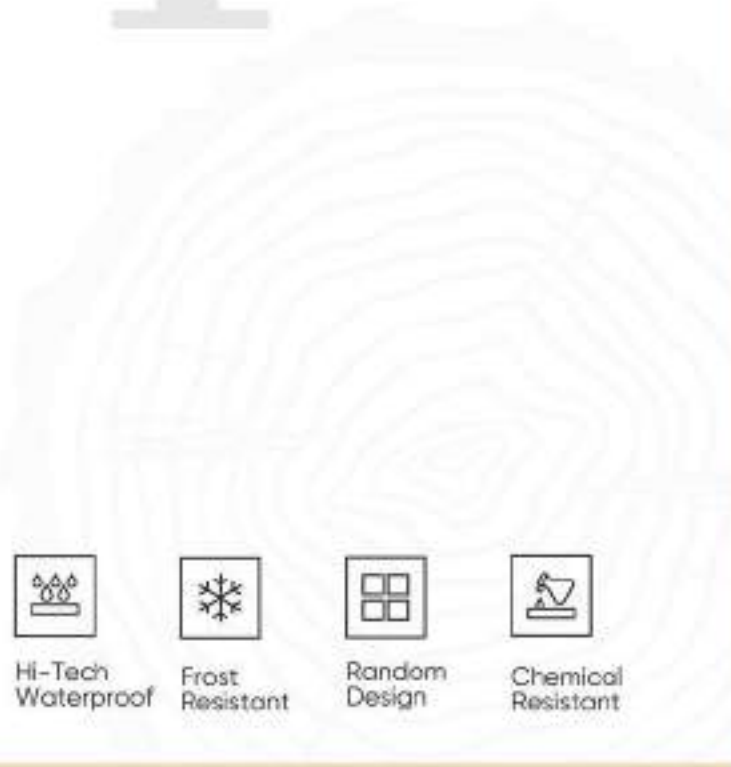 Hi-Tech
Waterproof
Frost
Resistant
Random
Design
Chemical
Resistant